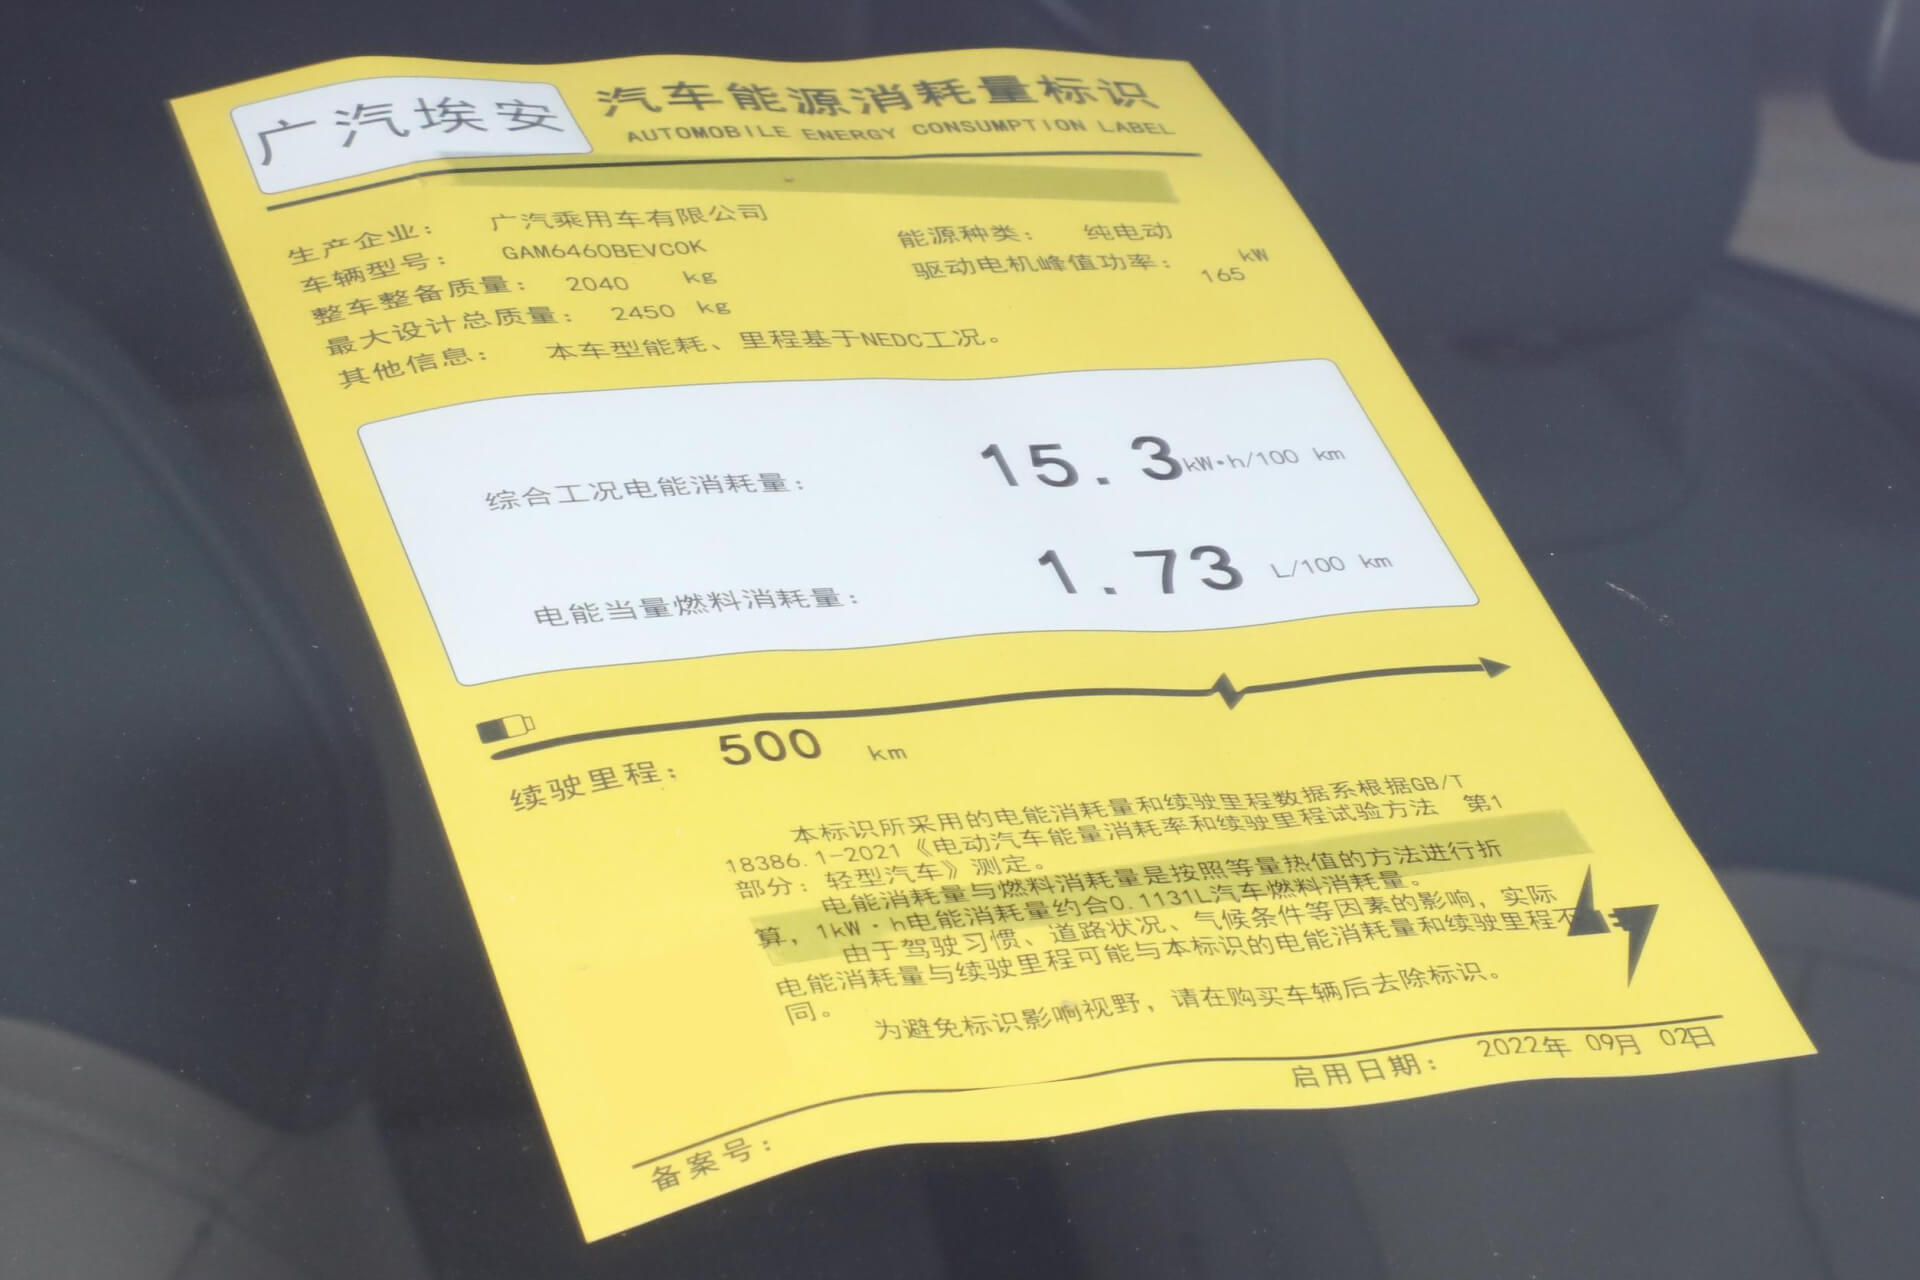 广汽埃安
汽车能源消耗量标识
AUTOMOBILE ENERGY CONSUMPTION LABEL
生产企业： 广汽乘用车有限公司
能源种类： 纯电动
车辆型号： GAM6460BEVC0K
驱动电机峰值功率： 165 kW
整车整备质量： 2040 kg
最大设计总质量： 2450 kg
其他信息： 本车型能耗、里程基于NEDC工况。
综合工况电能消耗量： 15.3 kW·h/100 km
电能当量燃料消耗量： 1.73 L/100 km
续驶里程： 500 km
本标识所采用的电能消耗量和续驶里程数据系根据GB/T
18386.1-2021《电动汽车能量消耗率和续驶里程试验方法 第1
部分：轻型汽车》测定。
电能消耗量与燃料消耗量是按照等量热值的方法进行折
算，1kW·h电能消耗量约合0.1131L汽车燃料消耗量。
由于驾驶习惯、道路状况、气候条件等因素的影响，实际
电能消耗量与续驶里程可能与本标识的电能消耗量和续驶里程不
同。
为避免标识影响视野，请在购买车辆后去除标识。
启用日期： 2022年 09月 02日
备案号：